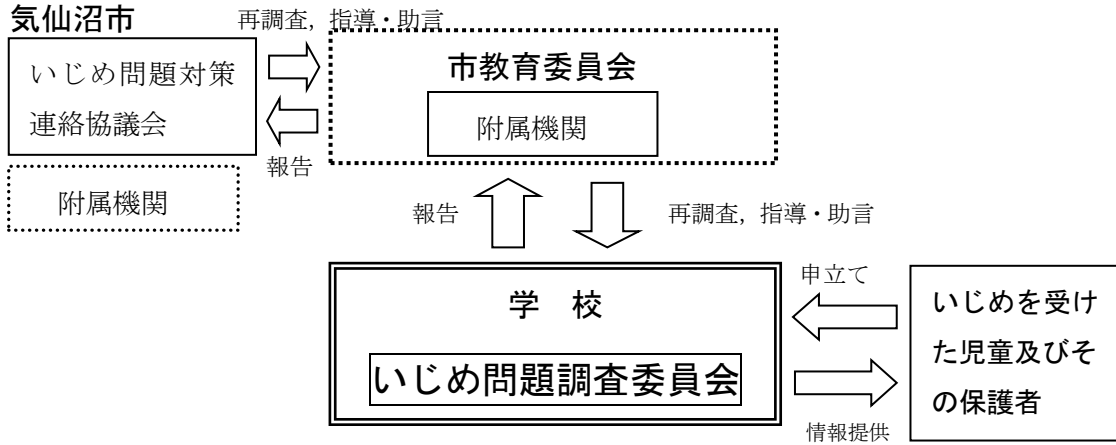 気仙沼市
再調査，指導・助言
いじめ問題対策
連絡協議会
市教育委員会
附属機関
報告
附属機関
報告
再調査，指導・助言
学　校
いじめ問題調査委員会
申立て
情報提供
いじめを受け
た児童及びそ
の保護者